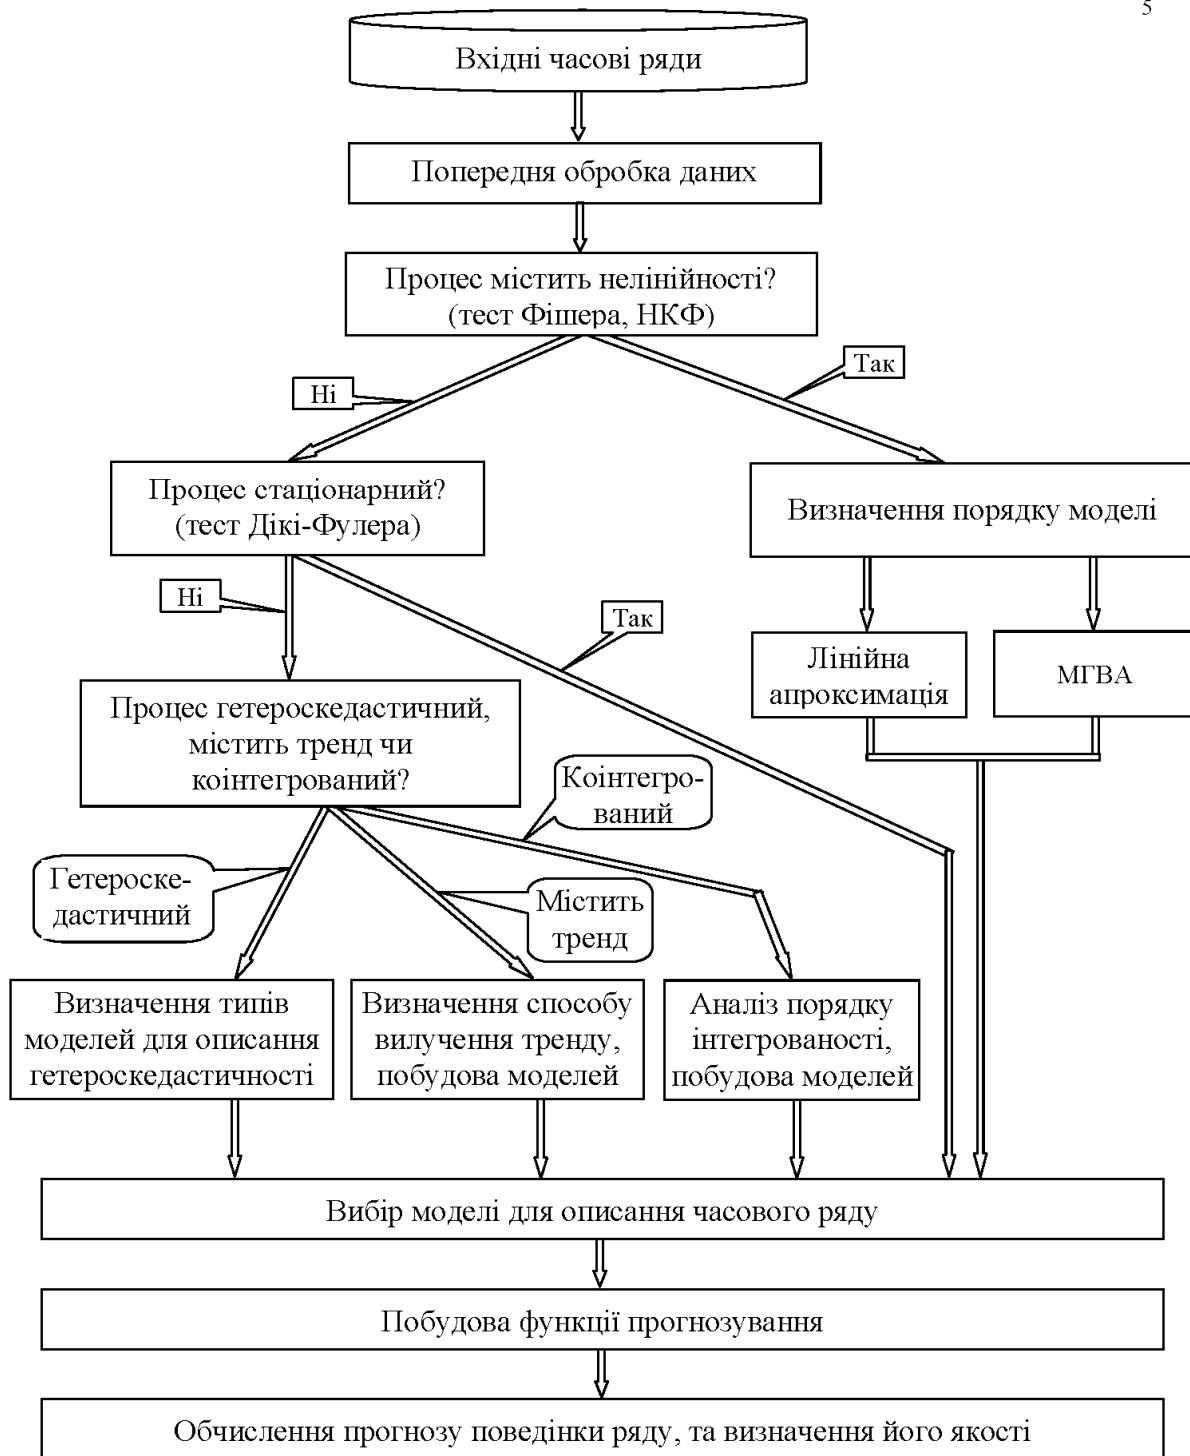 5
Вхідні часові ряди
Попередня обробка даних
Процес містить нелінійності?
(тест Фішера, НКФ)
Ні
Так
Процес стаціонарний?
(тест Дікі-Фулера)
Визначення порядку моделі
Ні
Так
Лінійна
апроксимація
МГВА
Процес гетероскедастичний,
містить тренд чи
коінтегрований?
Коінтегро-
ваний
Гетероске-
дастичний
Містить
тренд
Визначення типів
моделей для описання
гетероскедастичності
Визначення способу
вилучення тренду,
побудова моделей
Аналіз порядку
інтегрованості,
побудова моделей
Вибір моделі для описання часового ряду
Побудова функції прогнозування
Обчислення прогнозу поведінки ряду, та визначення його якості